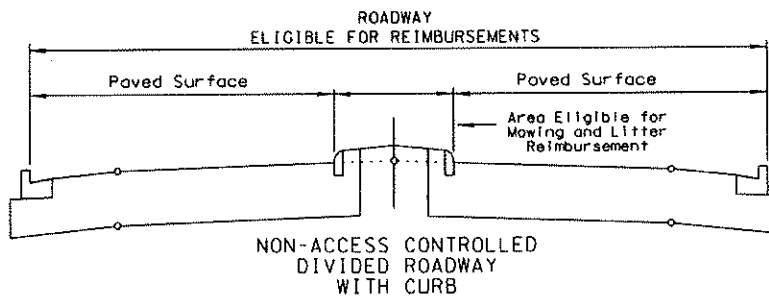 ROADWAY
ELIGIBLE FOR REIMBURSEMENTS
Paved Surface
Paved Surface
Area Eligible for
Mowing and Litter
Reimbursement
NON-ACCESS CONTROLLED
DIVIDED ROADWAY
WITH CURB